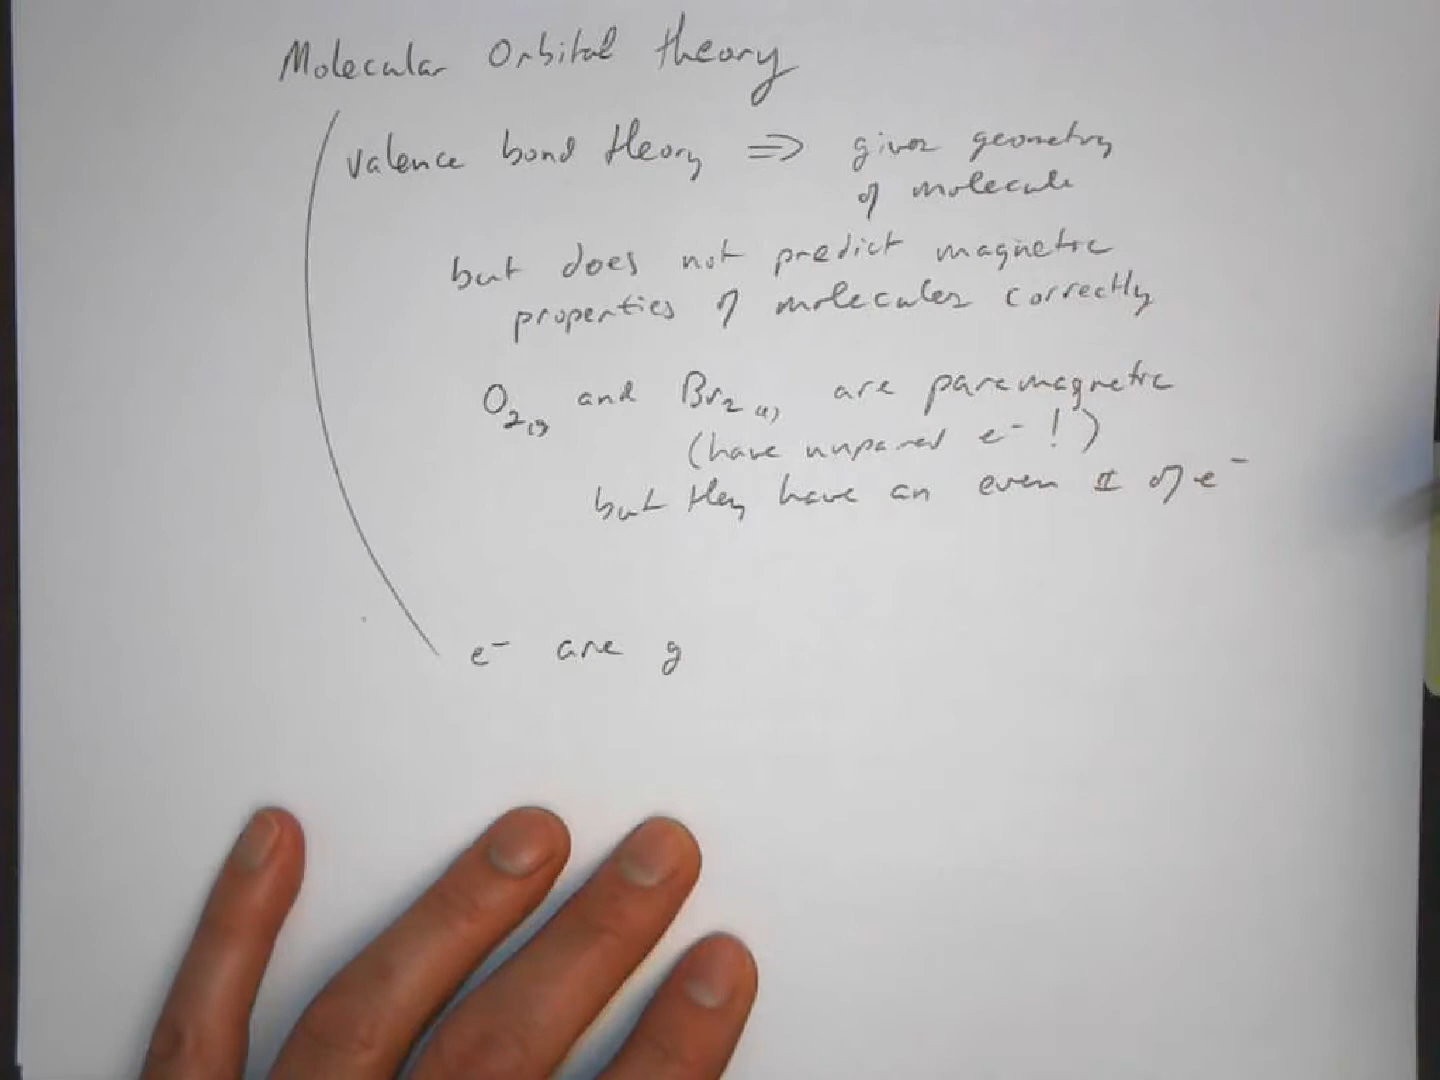 Molecular Orbital theory
valence bond theory ⇒ gives geometry
of molecule
but does not predict magnetic
properties of molecules correctly
O2(g) and Br2(l) are paramagnetic
(have unpaired e- !)
but they have an even # of e-
e- are g